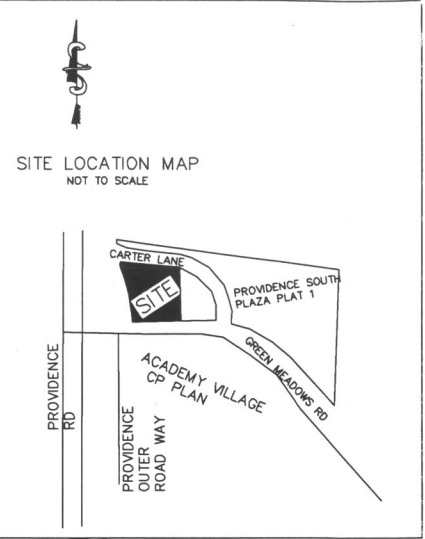 SITE LOCATION MAP
NOT TO SCALE
CARTER LANE
SITE
PROVIDENCE SOUTH
PLAZA PLAT 1
GREEN MEADOWS RD
ACADEMY VILLAGE
CP PLAN
PROVIDENCE
RD
PROVIDENCE
OUTER
ROAD WAY